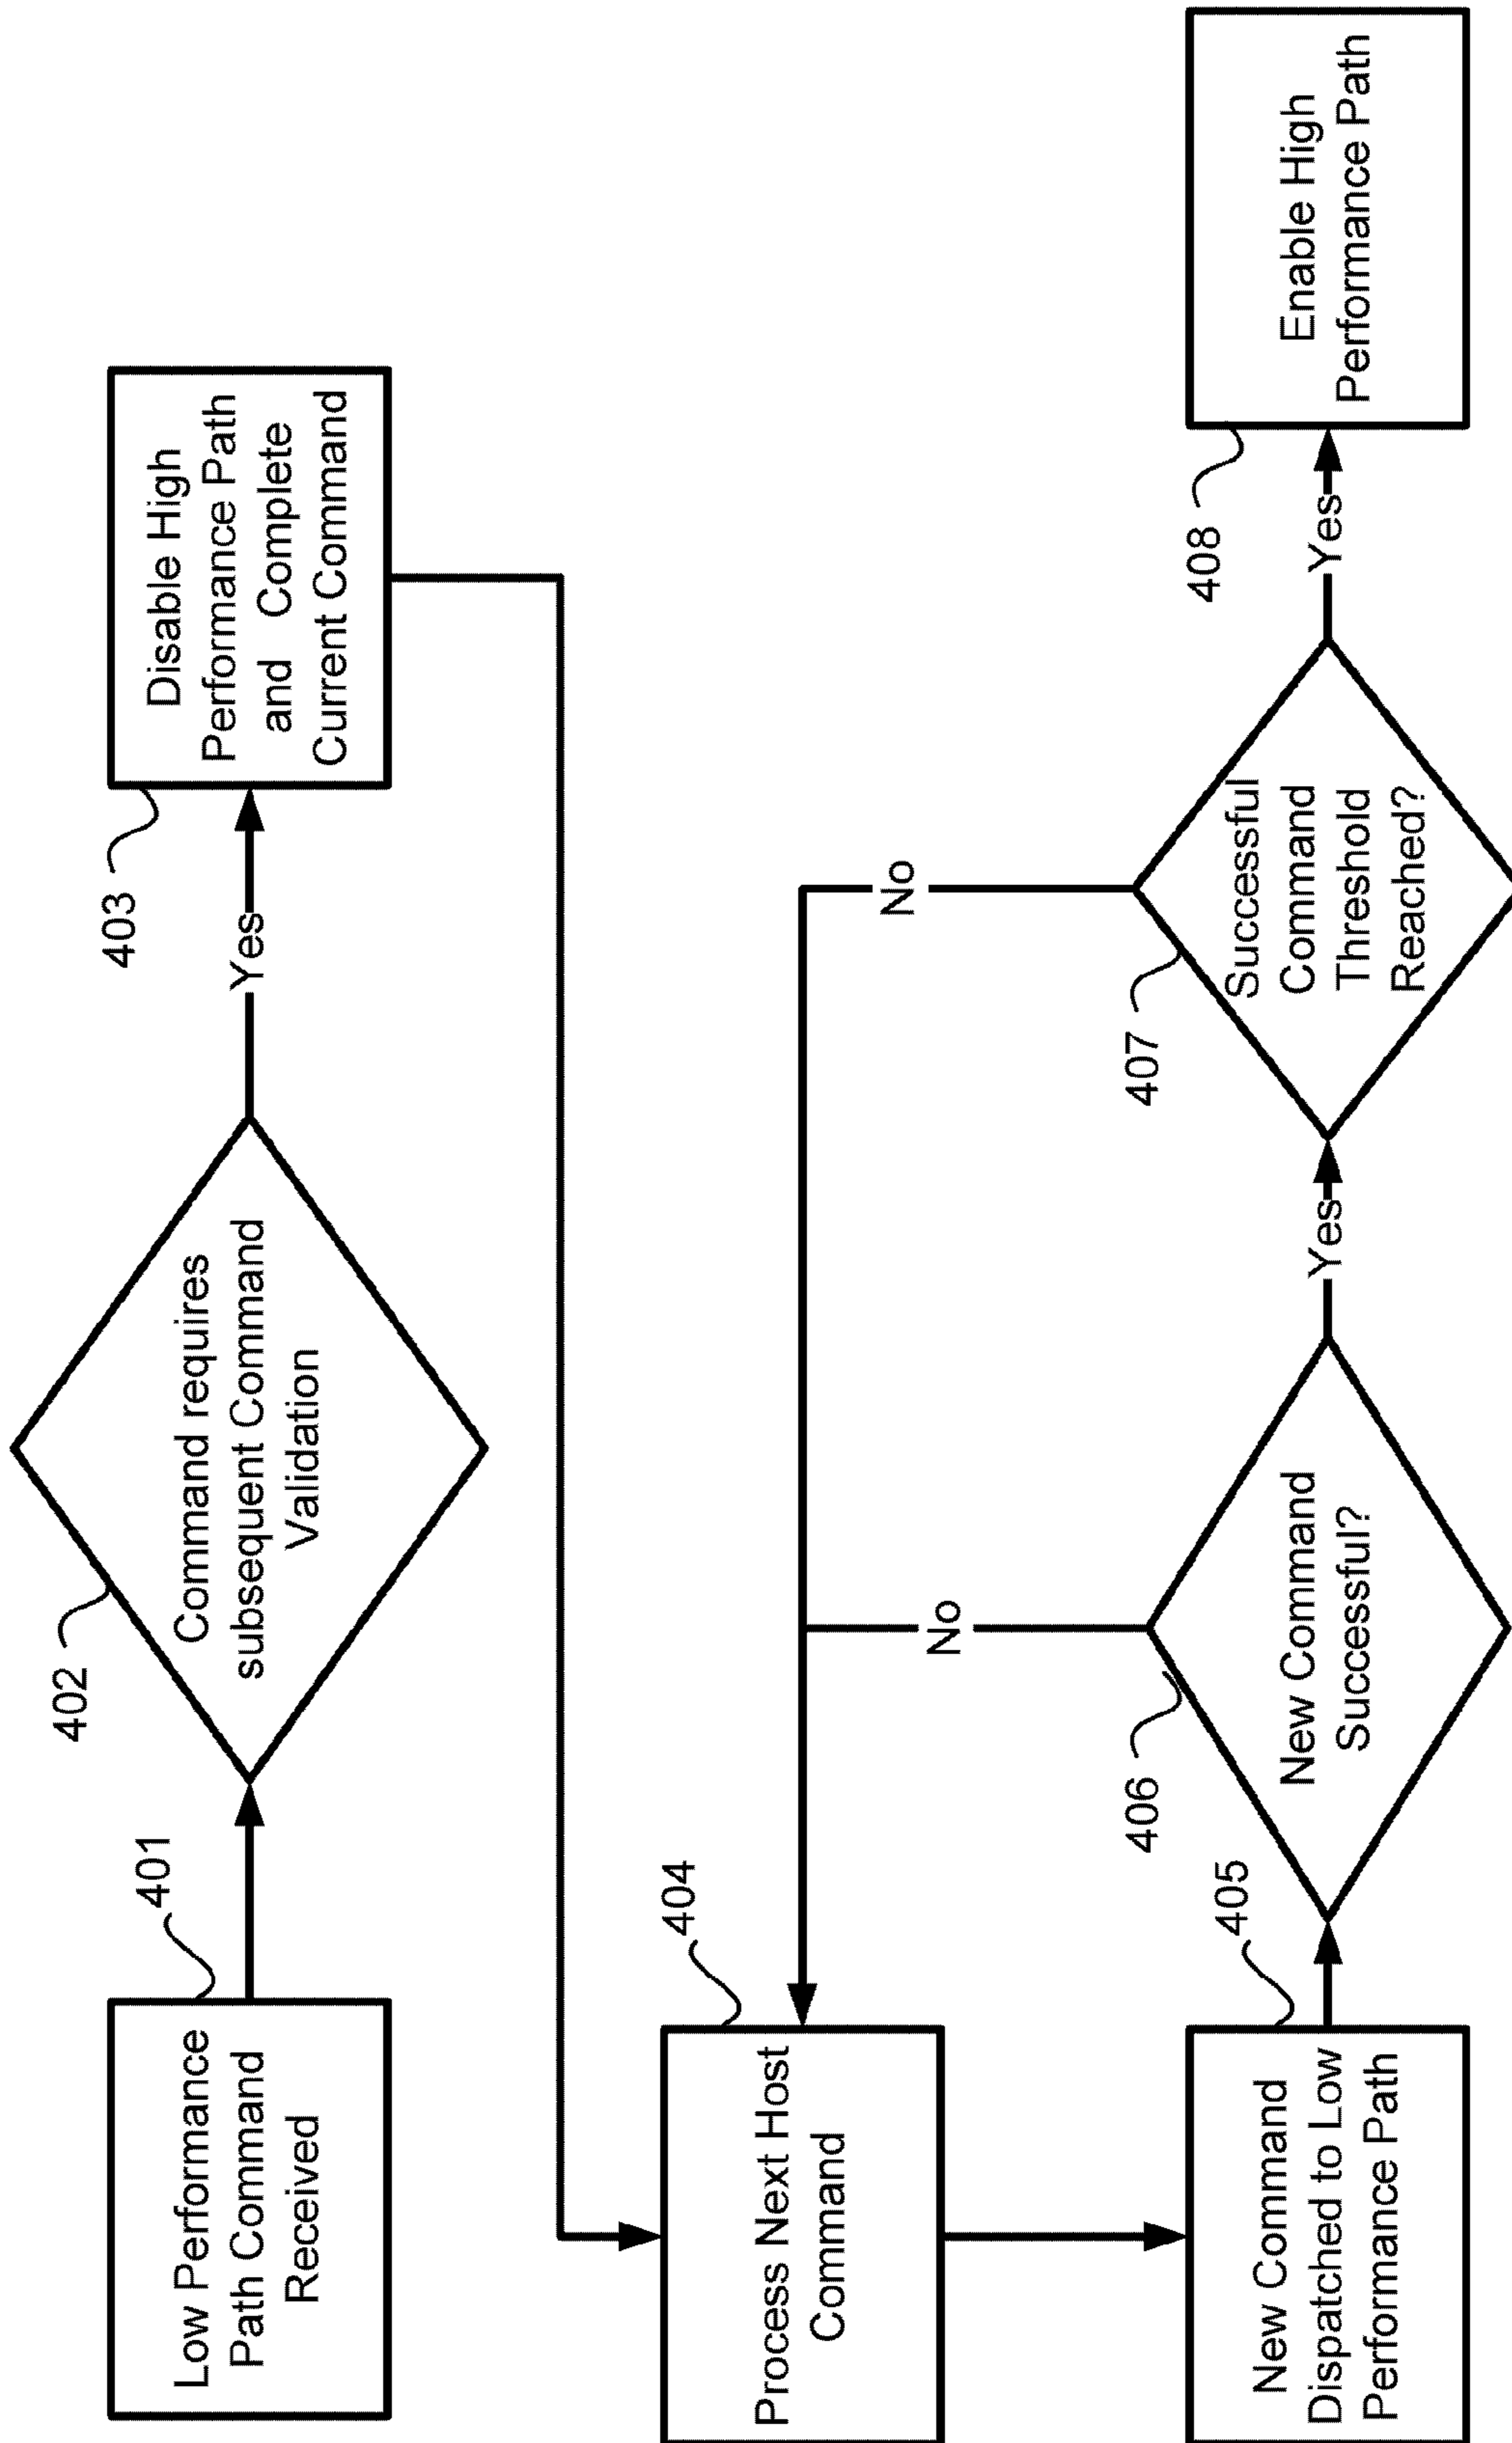 401
Low Performance
Path Command
Received
402
Command requires
subsequent Command
Validation
Yes
403
Disable High
Performance Path
and Complete
Current Command
404
Process Next Host
Command
405
New Command
Dispatched to Low
Performance Path
406
New Command
Successful?
No
Yes
407
Successful
Command
Threshold
Reached?
No
Yes
408
Enable High
Performance Path